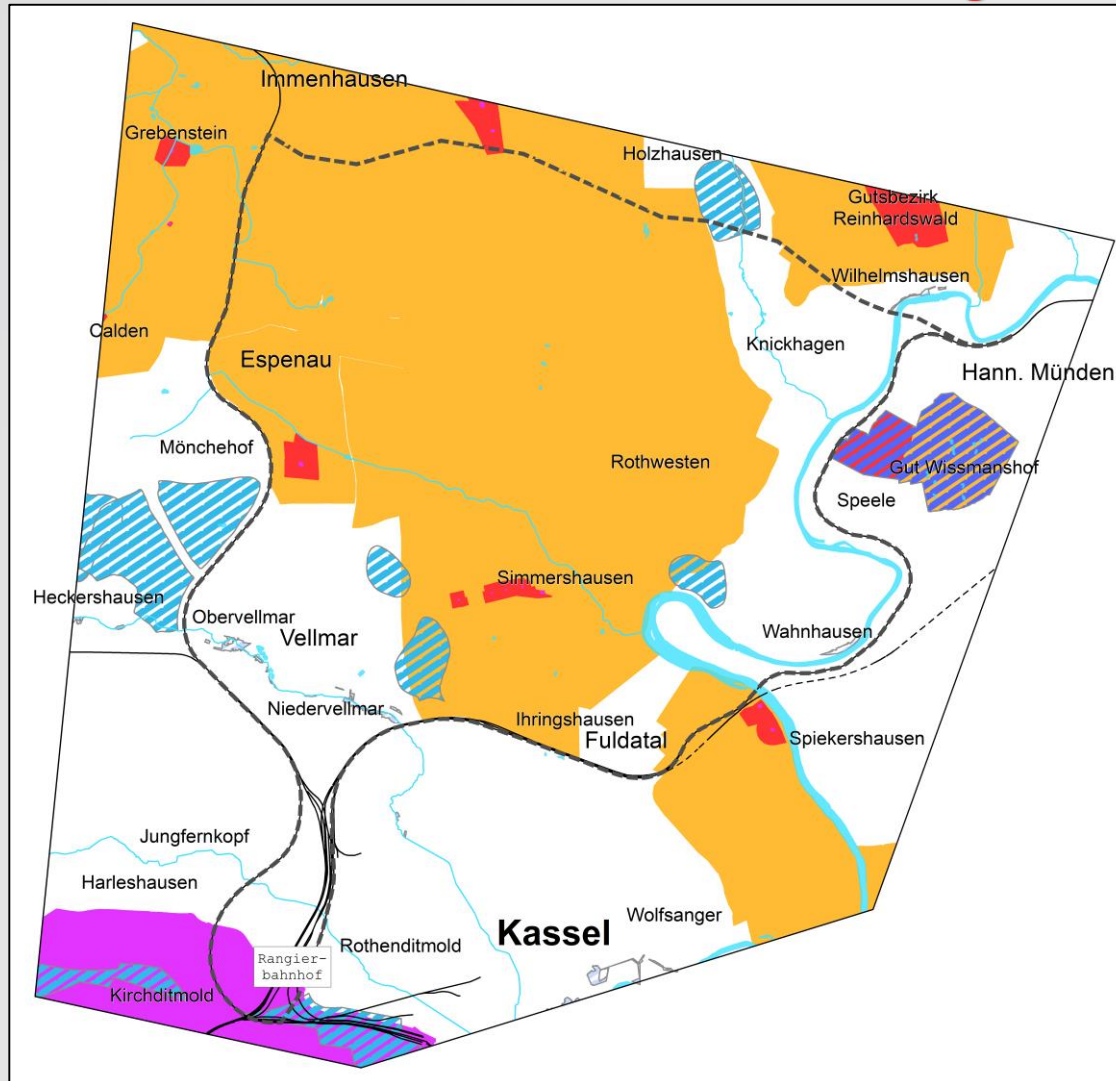 Immenhausen
Grebenstein
Holzhausen
Gutsbezirk
Reinhardswald
Wilhelmshausen
Calden
Knickhagen
Espenau
Hann. Münden
Mönchehof
Rothwesten
Gut Wissmanshof
Speele
Simmershausen
Heckershausen
Obervellmar
Vellmar
Wahnhausen
Niedervellmar
Ihringshausen
Fuldatal
Spiekershausen
Jungfernkopf
Harleshausen
Wolfsanger
Kassel
Rothenditmold
Rangier-
bahnhof
Kirchditmold